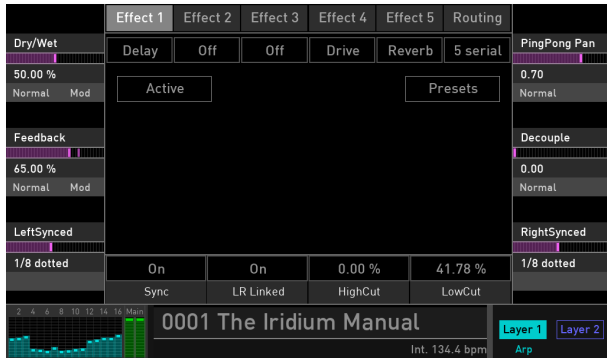 Effect 1 Effect 2 Effect 3 Effect 4 Effect 5 Routing
Delay Off Off Drive Reverb 5 serial
Dry/Wet
50.00 %
Normal Mod
Feedback
65.00 %
Normal Mod
LeftSynced
1/8 dotted
Active Presets
PingPong Pan
0.70
Normal
Decouple
0.00
Normal
RightSynced
1/8 dotted
On On 0.00 % 41.78 %
Sync LR Linked HighCut LowCut
2 4 6 8 10 12 14 16 Main
0001 The Iridium Manual
Int. 134.4 bpm
Layer 1 Layer 2
Arp